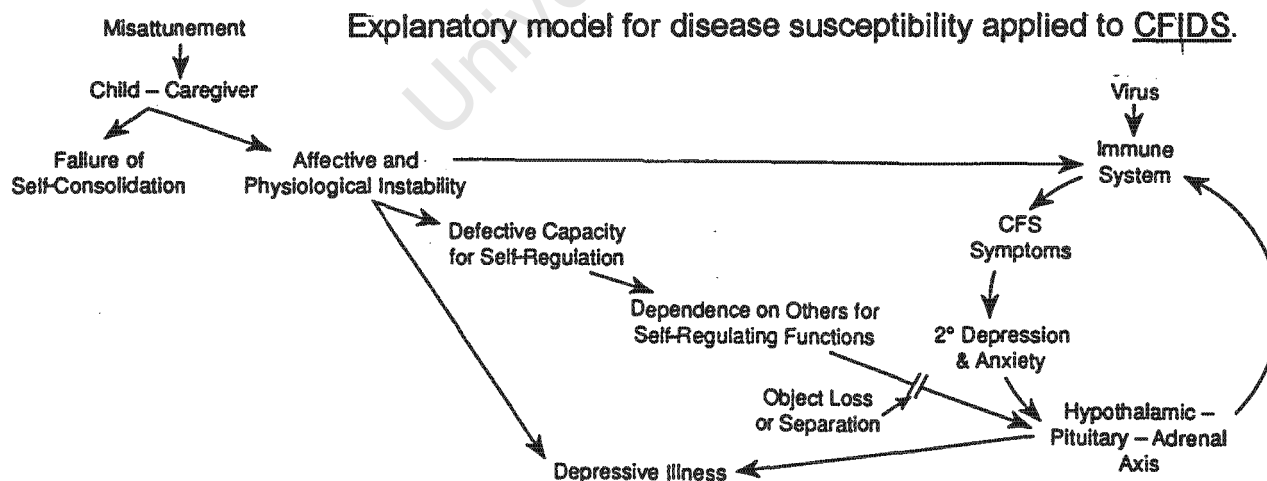 Explanatory model for disease susceptibility applied to CFIDS.
Misattunement
Child – Caregiver
Failure of
Self-Consolidation
Affective and
Physiological Instability
Virus
Immune
System
Defective Capacity
for Self-Regulation
CFS
Symptoms
Dependence on Others for
Self-Regulating Functions
2° Depression
& Anxiety
Object Loss
or Separation
Hypothalamic –
Pituitary – Adrenal
Axis
Depressive Illness
Unive